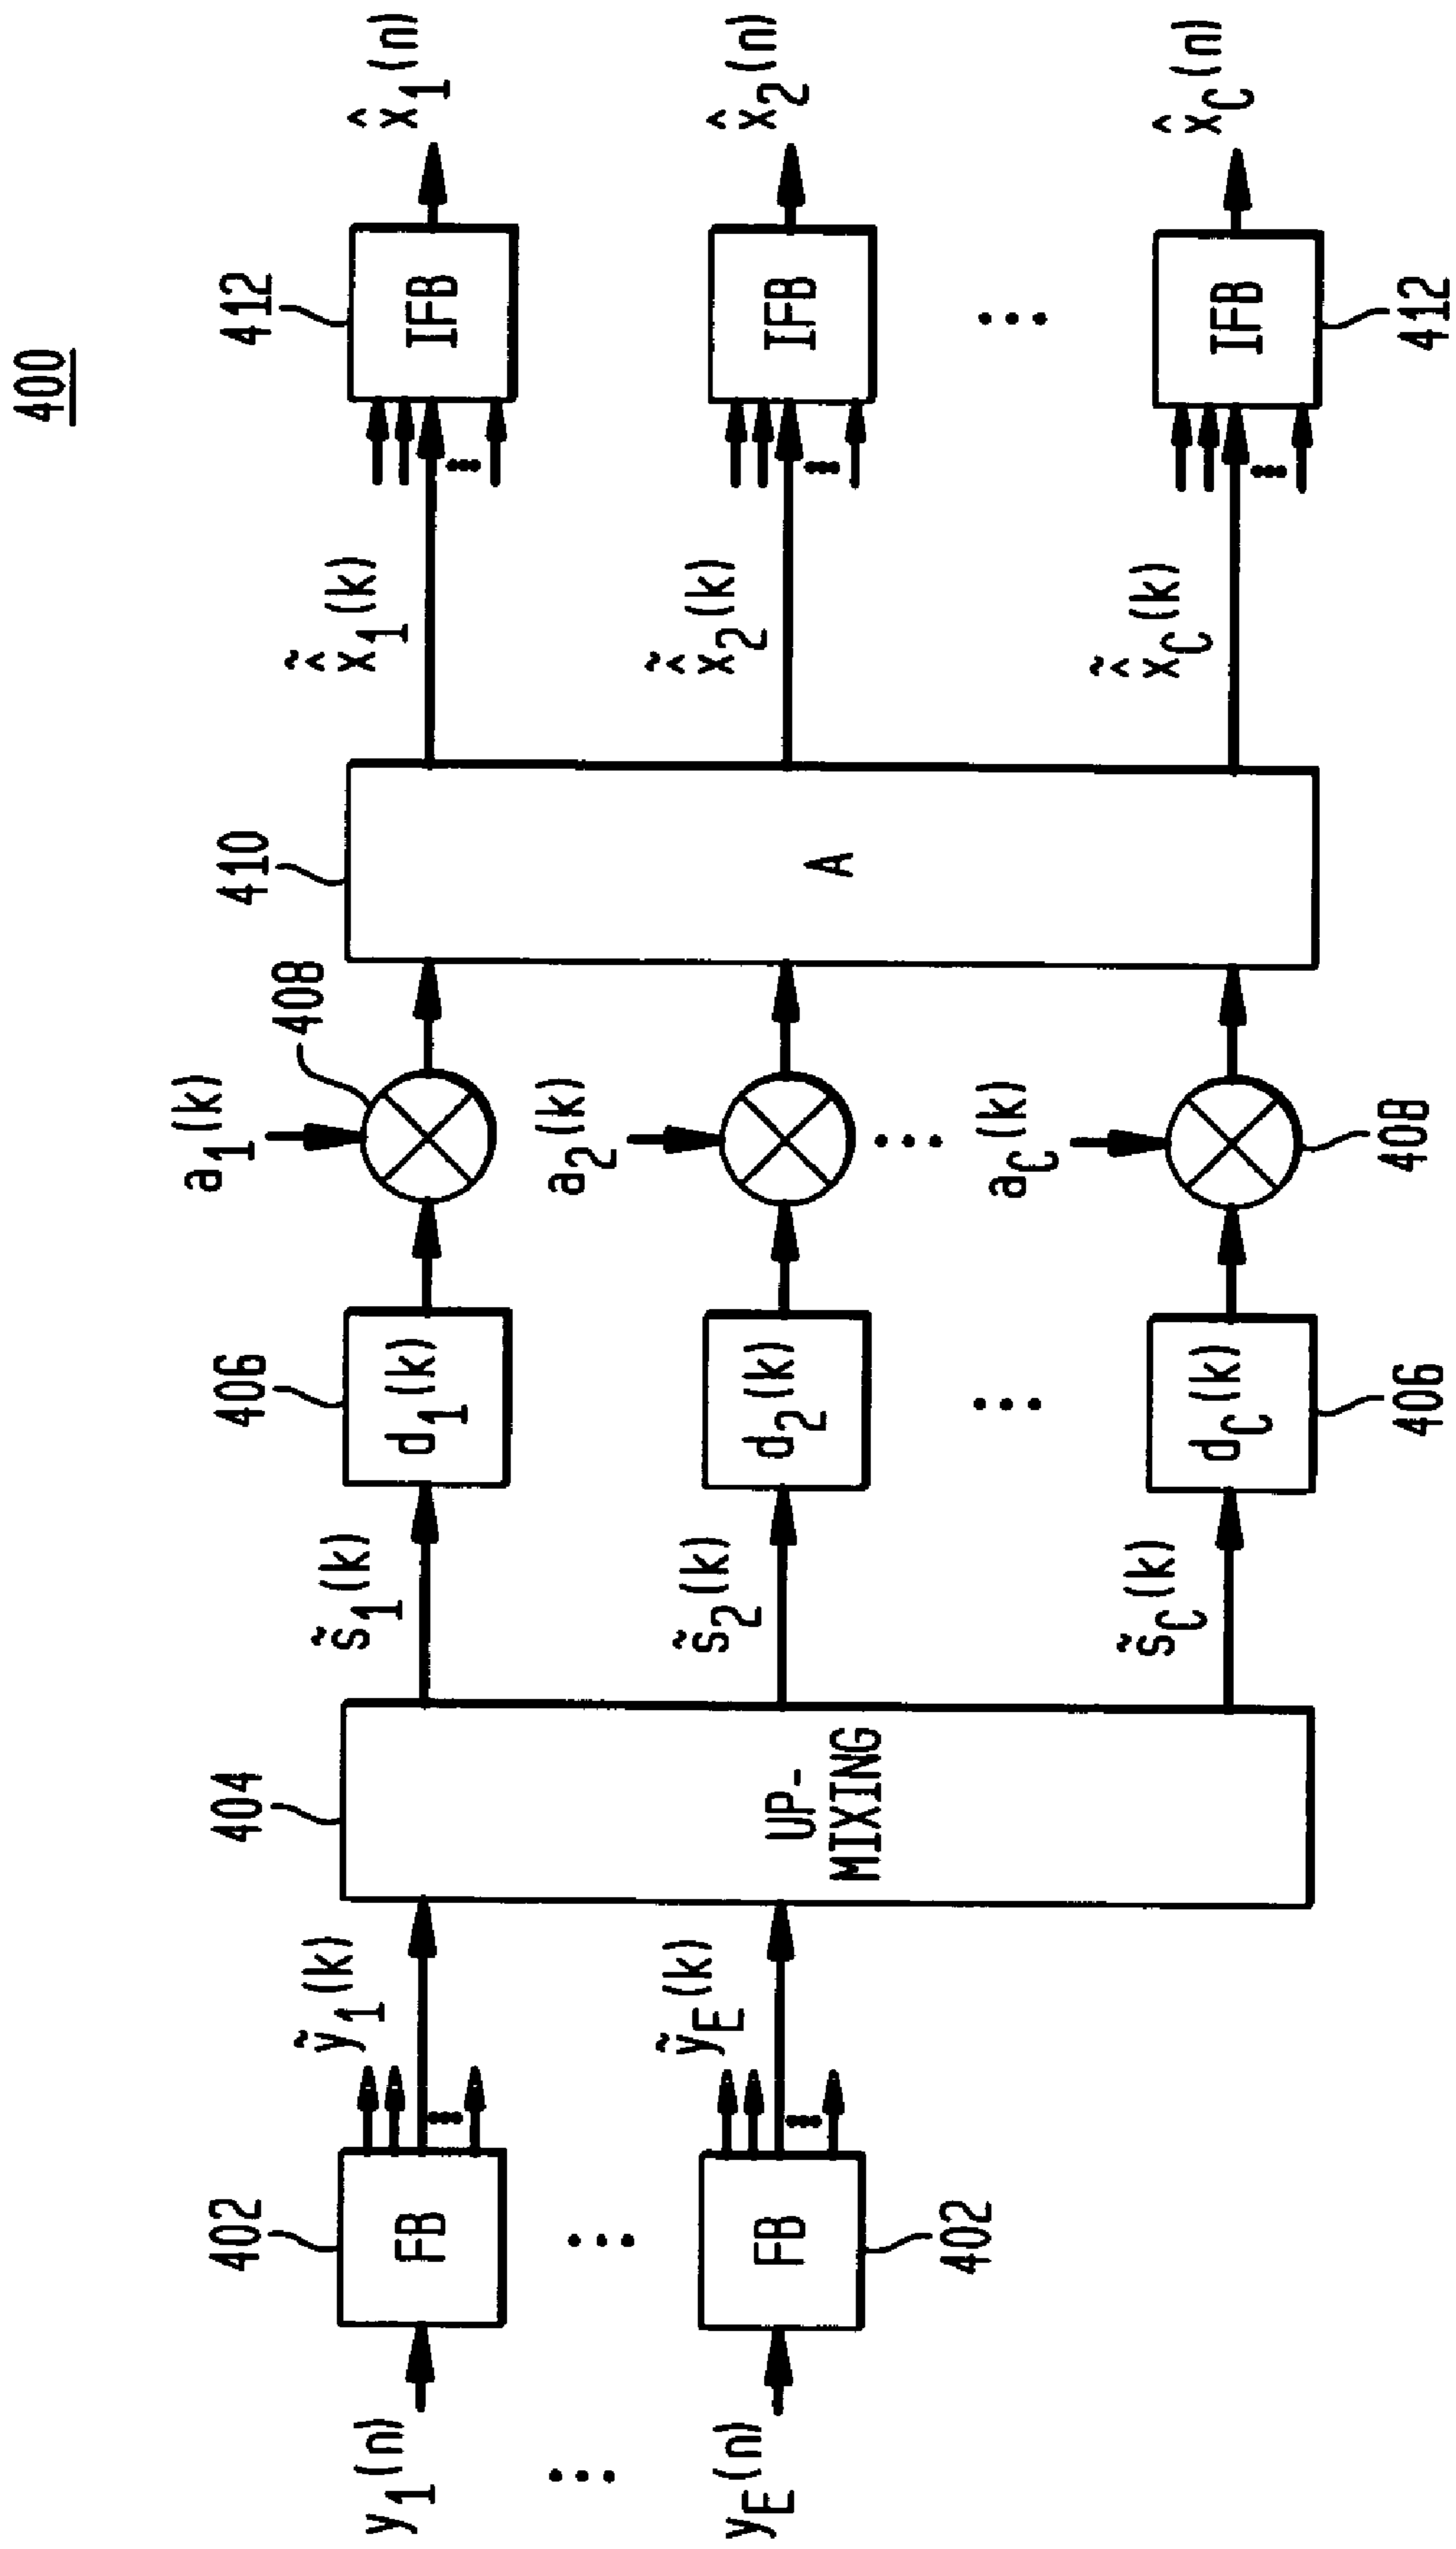 400
y1(n)
402
FB
ỹ1(k)
404
UP-
MIXING
s̃1(k)
406
d1(k)
a1(k)
408
410
A
x̃̂1(k)
412
IFB
x̂1(n)
yE(n)
FB
402
ỹE(k)
s̃2(k)
d2(k)
a2(k)
x̃̂2(k)
IFB
x̂2(n)
s̃C(k)
dC(k)
406
aC(k)
408
x̃̂C(k)
IFB
412
x̂C(n)